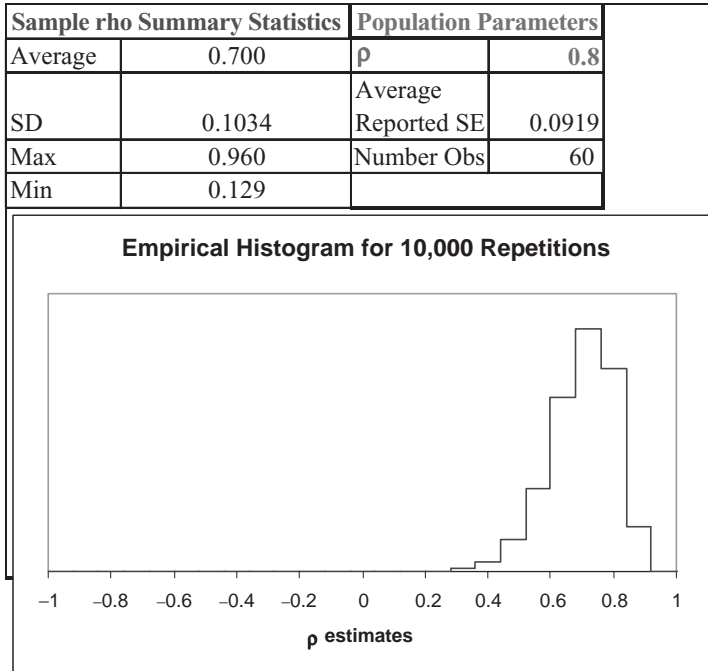 Sample rho Summary Statistics Population Parameters
Average 0.700 ρ 0.8
SD 0.1034 Average Reported SE 0.0919
Max 0.960 Number Obs 60
Min 0.129
Empirical Histogram for 10,000 Repetitions
−1 −0.8 −0.6 −0.4 −0.2 0 0.2 0.4 0.6 0.8 1
ρ estimates